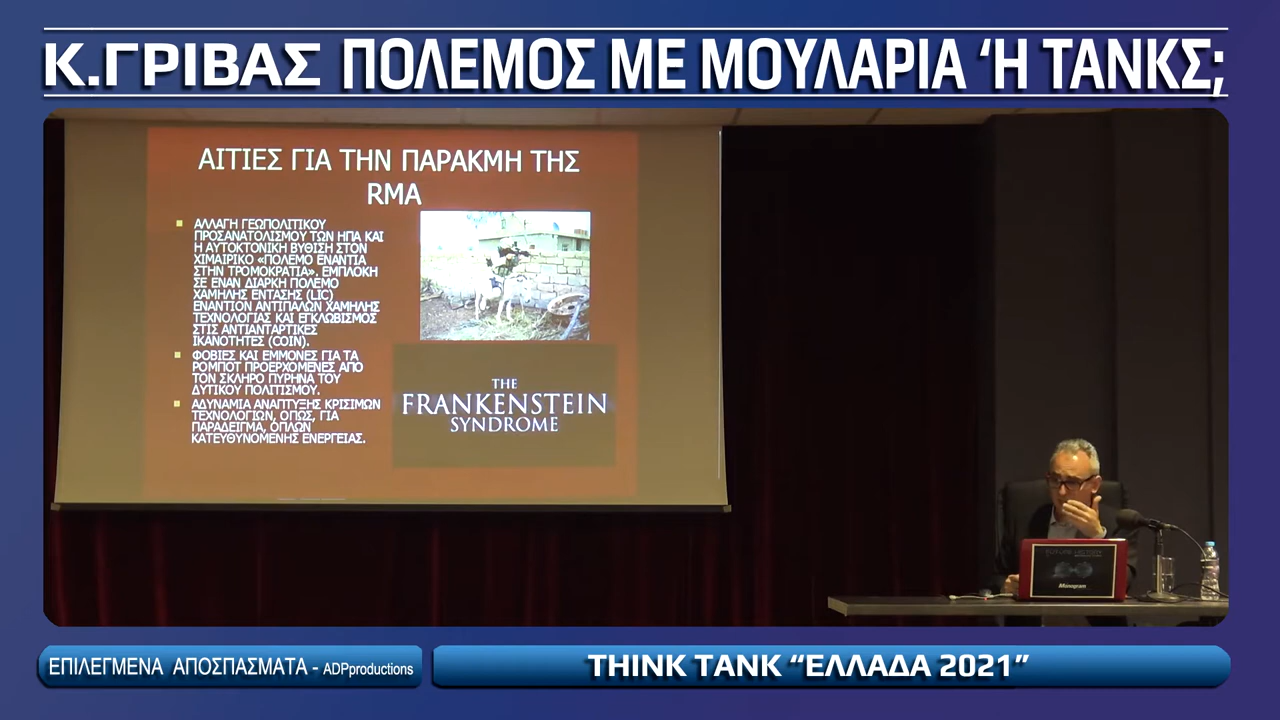 Κ.ΓΡΙΒΑΣ ΠΟΛΕΜΟΣ ΜΕ ΜΟΥΛΑΡΙΑ ‘Η ΤΑΝΚΣ;
ΑΙΤΙΕΣ ΓΙΑ ΤΗΝ ΠΑΡΑΚΜΗ ΤΗΣ
RMA
ΑΛΛΑΓΗ ΓΕΩΠΟΛΙΤΙΚΟΥ
ΠΡΟΣΑΝΑΤΟΛΙΣΜΟΥ ΤΩΝ ΗΠΑ ΚΑΙ
Η ΑΥΤΟΚΤΟΝΙΚΗ ΒΥΘΙΣΗ ΣΤΟΝ
ΧΙΜΑΙΡΙΚΟ «ΠΟΛΕΜΟ ΕΝΑΝΤΙΑ
ΣΤΗΝ ΤΡΟΜΟΚΡΑΤΙΑ». ΕΜΠΛΟΚΗ
ΣΕ ΕΝΑΝ ΔΙΑΡΚΗ ΠΟΛΕΜΟ
ΧΑΜΗΛΗΣ ΕΝΤΑΣΗΣ (LIC)
ΕΝΑΝΤΙΟΝ ΑΝΤΙΠΑΛΩΝ ΧΑΜΗΛΗΣ
ΤΕΧΝΟΛΟΓΙΑΣ ΚΑΙ ΕΓΚΛΩΒΙΣΜΟΣ
ΣΤΙΣ ΑΝΤΙΑΝΤΑΡΤΙΚΕΣ
ΙΚΑΝΟΤΗΤΕΣ (COIN).
ΦΟΒΙΕΣ ΚΑΙ ΕΜΜΟΝΕΣ ΓΙΑ ΤΑ
ΡΟΜΠΟΤ ΠΡΟΕΡΧΟΜΕΝΕΣ ΑΠΟ
ΤΟΝ ΣΚΛΗΡΟ ΠΥΡΗΝΑ ΤΟΥ
ΔΥΤΙΚΟΥ ΠΟΛΙΤΙΣΜΟΥ.
ΑΔΥΝΑΜΙΑ ΑΝΑΠΤΥΞΗΣ ΚΡΙΣΙΜΩΝ
ΤΕΧΝΟΛΟΓΙΩΝ, ΟΠΩΣ, ΓΙΑ
ΠΑΡΑΔΕΙΓΜΑ, ΟΠΛΩΝ
ΚΑΤΕΥΘΥΝΟΜΕΝΗΣ ΕΝΕΡΓΕΙΑΣ.
THE
FRANKENSTEIN
SYNDROME
Managram
ΕΠΙΛΕΓΜΕΝΑ ΑΠΟΣΠΑΣΜΑΤΑ - ADPproductions
THINK TANK “ΕΛΛΑΔΑ 2021”